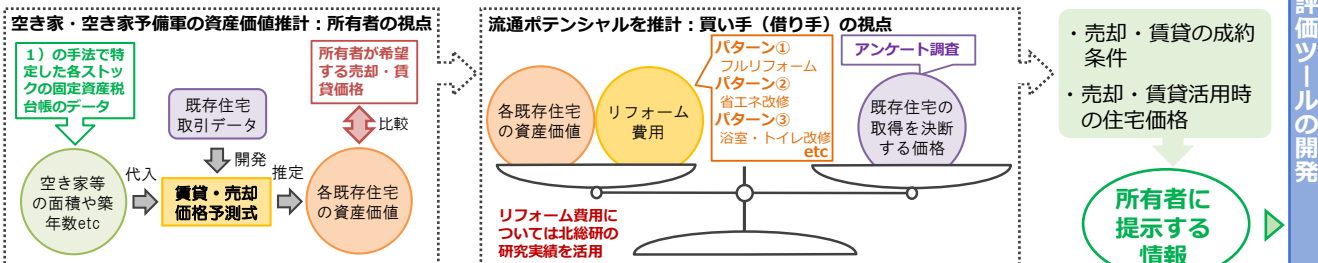 空き家・空き家予備軍の資産価値推計：所有者の視点
1）の手法で特
定した各ストッ
クの固定資産税
台帳のデータ
既存住宅
取引データ
所有者が希望
する売却・賃
貸価格
比較
開発
空き家等
の面積や築
年数etc
代入
賃貸・売却
価格予測式
推定
各既存住宅
の資産価値
流通ポテンシャルを推計：買い手（借り手）の視点
各既存住宅
の資産価値
リフォーム
費用
パターン①
フルリフォーム
パターン②
省エネ改修
パターン③
浴室・トイレ改修
etc
アンケート調査
既存住宅の
取得を決断
する価格
リフォーム費用に
ついては北総研の
研究実績を活用
・売却・賃貸の成約
条件
・売却・賃貸活用時
の住宅価格
所有者に
提示する
情報
評価ツールの開発